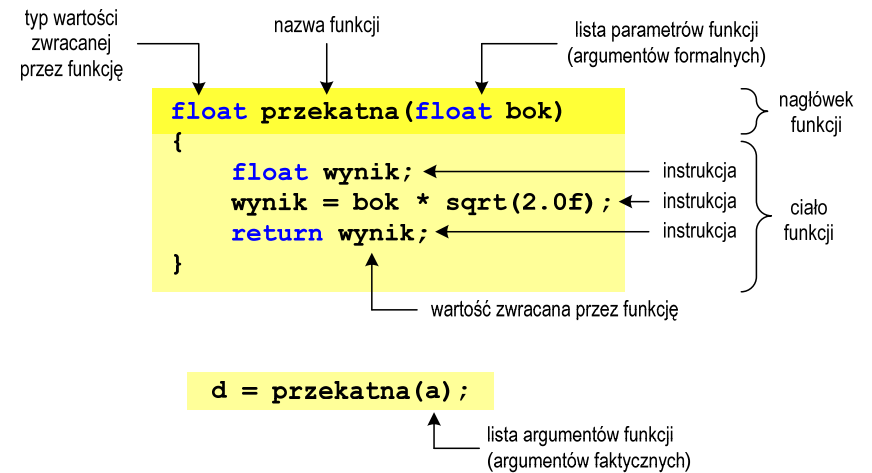 typ wartości
zwracanej
przez funkcję
nazwa funkcji
lista parametrów funkcji
(argumentów formalnych)
float przekatna(float bok)
nagłówek
funkcji
{
float wynik;
instrukcja
wynik = bok * sqrt(2.0f);
instrukcja
return wynik;
instrukcja
}
ciało
funkcji
wartość zwracana przez funkcję
d = przekatna(a);
lista argumentów funkcji
(argumentów faktycznych)